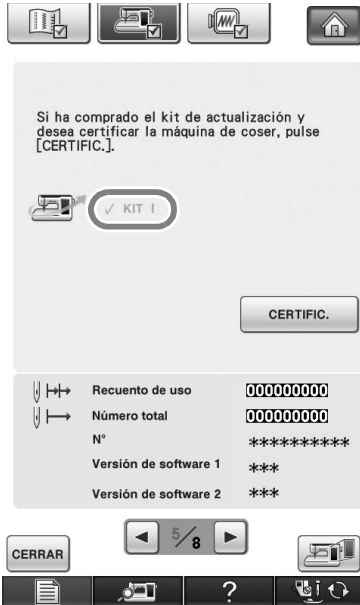 Si ha comprado el kit de actualización y
desea certificar la máquina de coser, pulse
[CERTIFIC.].
✓ KIT I
CERTIFIC.
Recuento de uso 000000000
Número total 000000000
N° **********
Versión de software 1 ***
Versión de software 2 ***
CERRAR
5/8
?